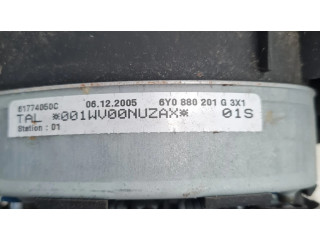 61774050C 06.12.2005 6Y0 880 201 G 3X1
TAL *001WV00NUZAX* 01S
Station : 01